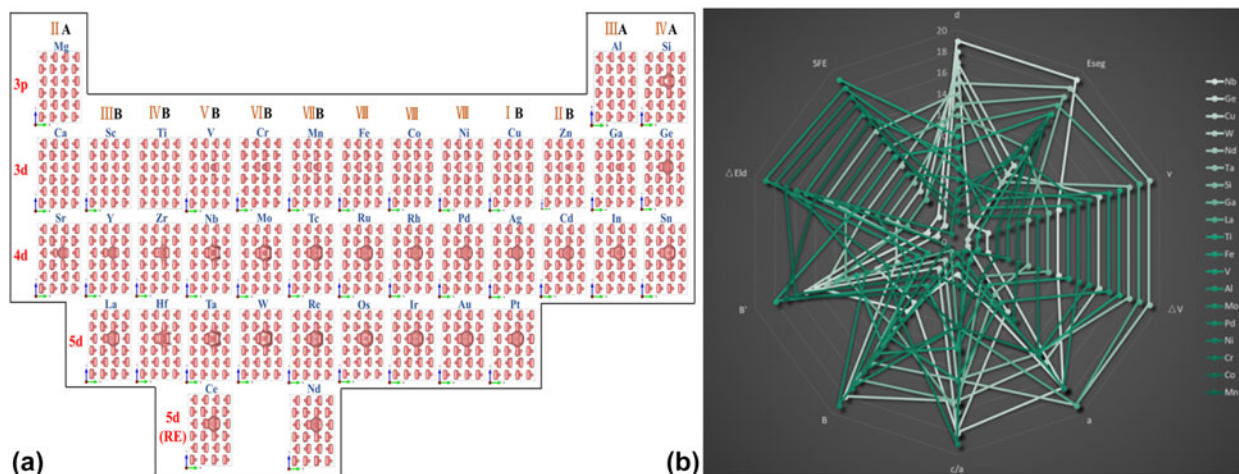 ⅡA
ⅢA
ⅣA
Mg
Al
Si
3p
ⅢB
ⅣB
ⅤB
ⅥB
ⅦB
Ⅷ
Ⅷ
Ⅷ
ⅠB
ⅡB
Ca
Sc
Ti
V
Cr
Mn
Fe
Co
Ni
Cu
Zn
Ga
Ge
3d
Sr
Y
Zr
Nb
Mo
Tc
Ru
Rh
Pd
Ag
Cd
In
Sn
4d
La
Hf
Ta
W
Re
Os
Ir
Au
Pt
5d
Ce
Nd
5d
(RE)
(a)
(b)
d
20
18
16
14
Eseg
v
△V
a
c/a
B
B'
△Eld
SFE
0
Nb
Ge
Cu
W
Nd
Ta
Si
Ga
La
Ti
Fe
V
Al
Mo
Pd
Ni
Cr
Co
Mn